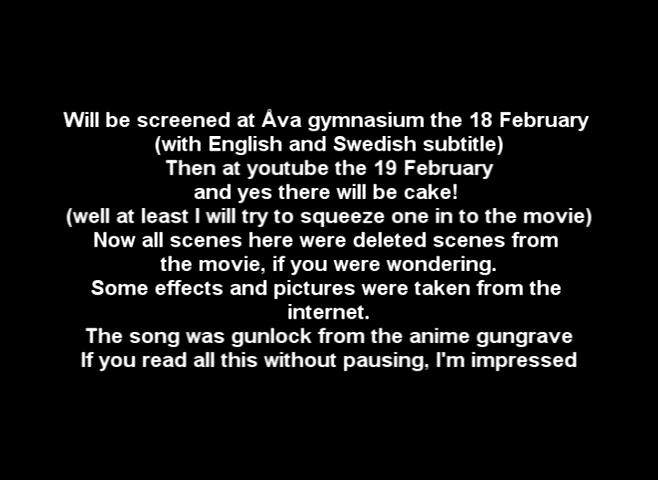 Will be screened at Åva gymnasium the 18 February
(with English and Swedish subtitle)
Then at youtube the 19 February
and yes there will be cake!
(well at least I will try to squeeze one in to the movie)
Now all scenes here were deleted scenes from
the movie, if you were wondering.
Some effects and pictures were taken from the
internet.
The song was gunlock from the anime gungrave
If you read all this without pausing, I'm impressed